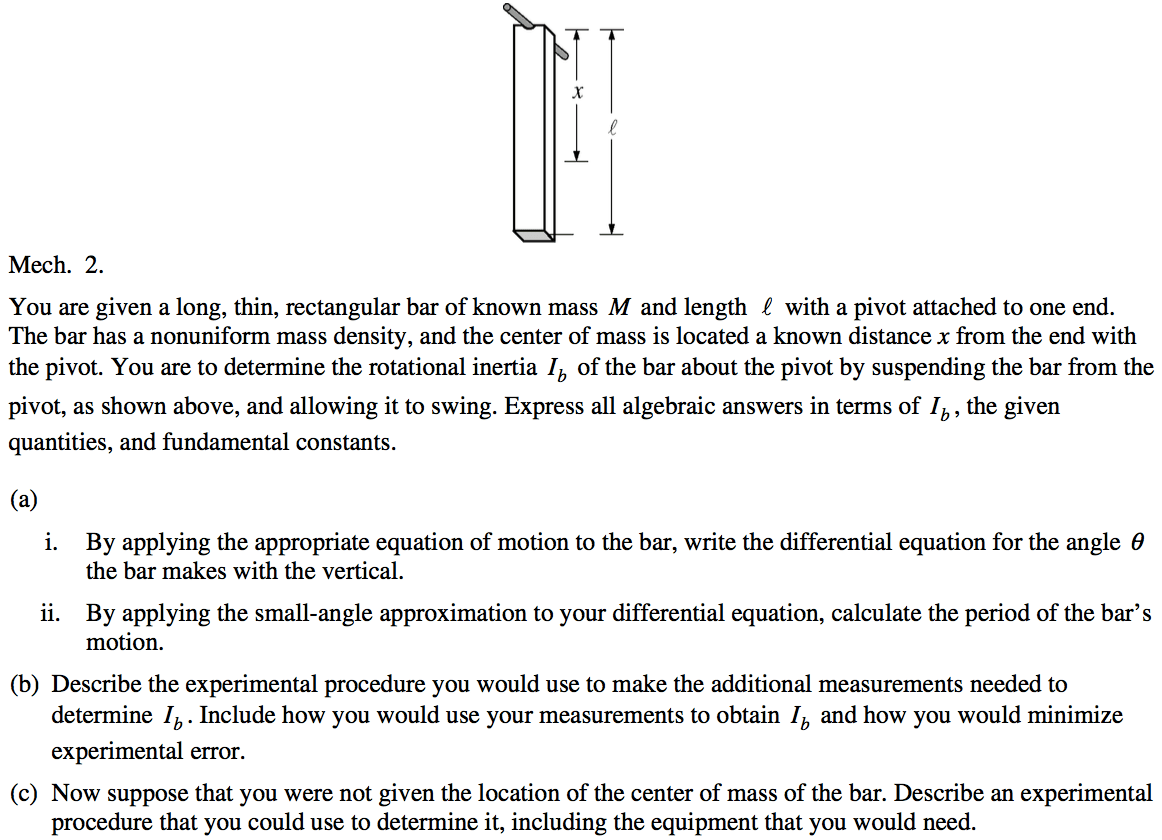 x
ℓ
Mech. 2.
You are given a long, thin, rectangular bar of known mass M and length ℓ with a pivot attached to one end.
The bar has a nonuniform mass density, and the center of mass is located a known distance x from the end with
the pivot. You are to determine the rotational inertia I_b of the bar about the pivot by suspending the bar from the
pivot, as shown above, and allowing it to swing. Express all algebraic answers in terms of I_b, the given
quantities, and fundamental constants.
(a)
i. By applying the appropriate equation of motion to the bar, write the differential equation for the angle θ
the bar makes with the vertical.
ii. By applying the small-angle approximation to your differential equation, calculate the period of the bar’s
motion.
(b) Describe the experimental procedure you would use to make the additional measurements needed to
determine I_b. Include how you would use your measurements to obtain I_b and how you would minimize
experimental error.
(c) Now suppose that you were not given the location of the center of mass of the bar. Describe an experimental
procedure that you could use to determine it, including the equipment that you would need.